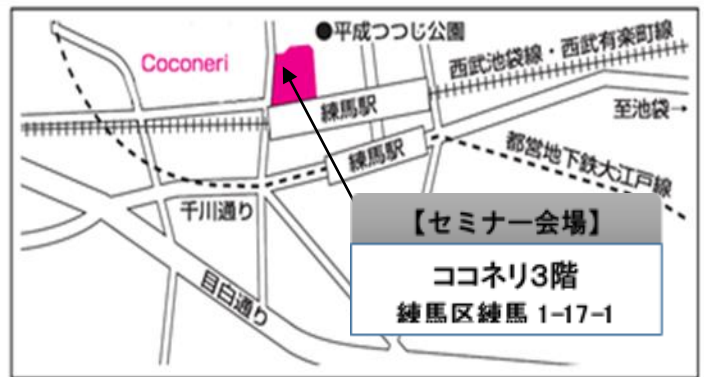 ●平成つつじ公園
Coconeri
西武池袋線・西武有楽町線
練馬駅
至池袋→
練馬駅
都営地下鉄大江戸線
千川通り
目白通り
【セミナー会場】
ココネリ3階
練馬区練馬 1-17-1